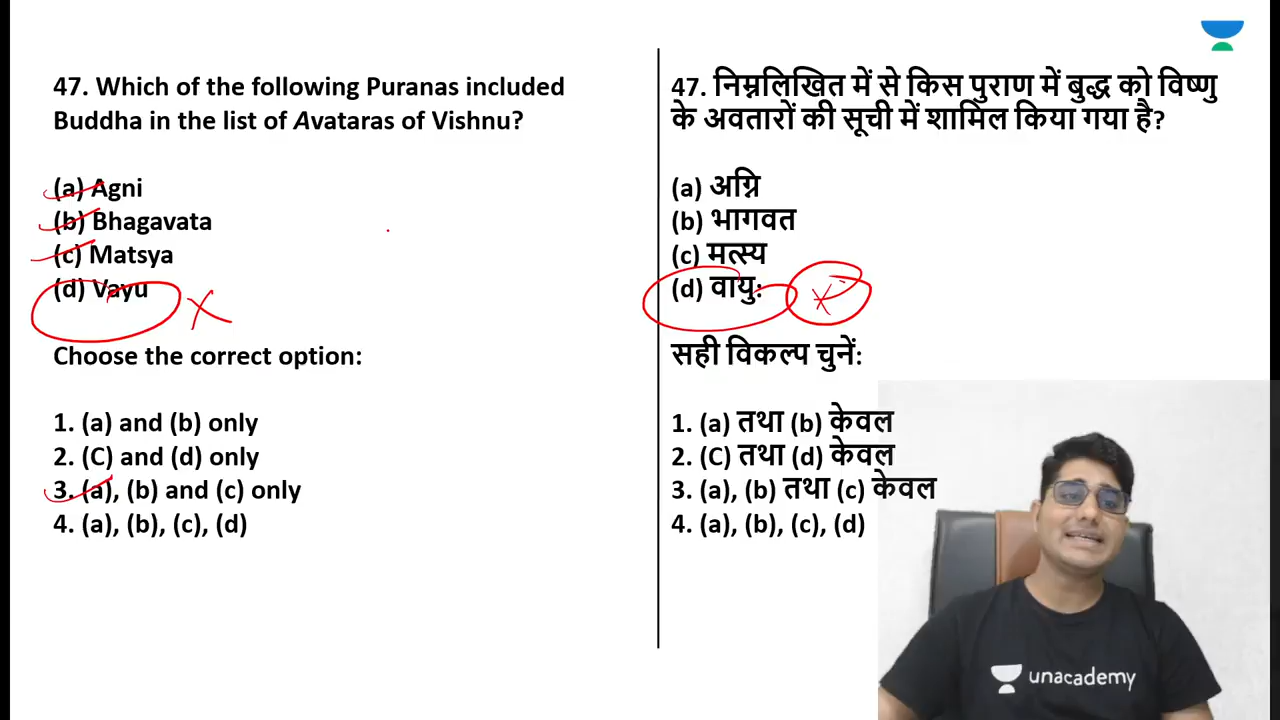 47. Which of the following Puranas included
Buddha in the list of Avataras of Vishnu?
(a) Agni
(b) Bhagavata
(c) Matsya
(d) Vayu
Choose the correct option:
1. (a) and (b) only
2. (C) and (d) only
3. (a), (b) and (c) only
4. (a), (b), (c), (d)
47. निम्नलिखित में से किस पुराण में बुद्ध को विष्णु
के अवतारों की सूची में शामिल किया गया है?
(a) अग्नि
(b) भागवत
(c) मत्स्य
(d) वायु:
सही विकल्प चुनें:
1. (a) तथा (b) केवल
2. (C) तथा (d) केवल
3. (a), (b) तथा (c) केवल
4. (a), (b), (c), (d)
unacademy